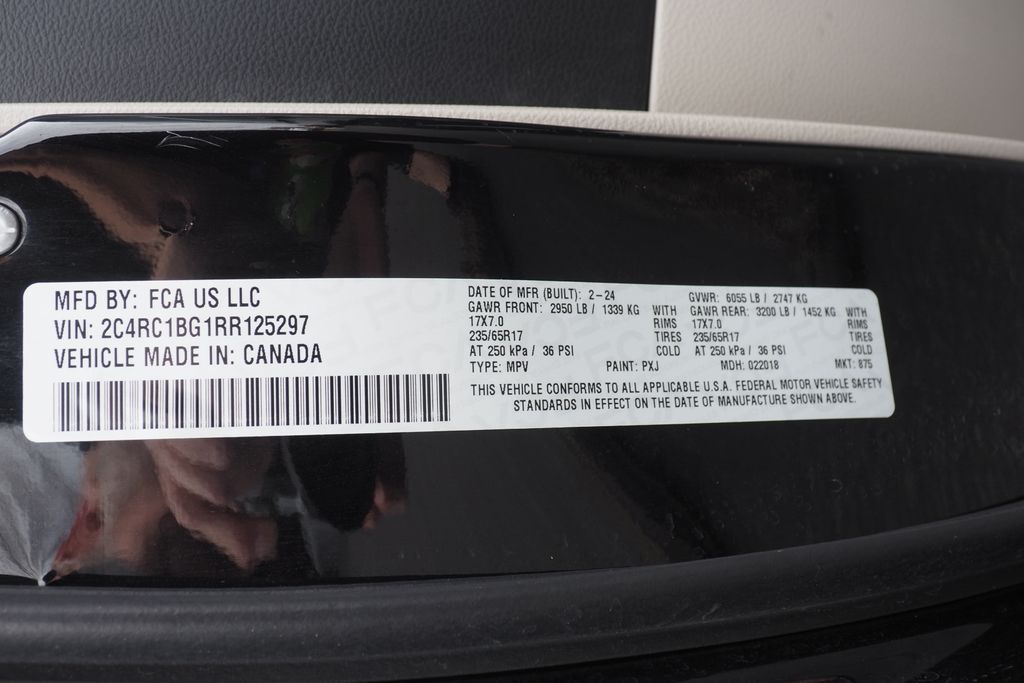 MFD BY: FCA US LLC
VIN: 2C4RC1BG1RR125297
VEHICLE MADE IN: CANADA
DATE OF MFR (BUILT): 2-24
GAWR FRONT: 2950 LB / 1339 KG WITH
17X7.0 RIMS
235/65R17 TIRES
AT 250 kPa / 36 PSI COLD
GVWR: 6055 LB / 2747 KG
GAWR REAR: 3200 LB / 1452 KG WITH
17X7.0 RIMS
235/65R17 TIRES
AT 250 kPa / 36 PSI COLD
TYPE: MPV PAINT: PXJ MDH: 022018 MKT: 875
THIS VEHICLE CONFORMS TO ALL APPLICABLE U.S.A. FEDERAL MOTOR VEHICLE SAFETY
STANDARDS IN EFFECT ON THE DATE OF MANUFACTURE SHOWN ABOVE.